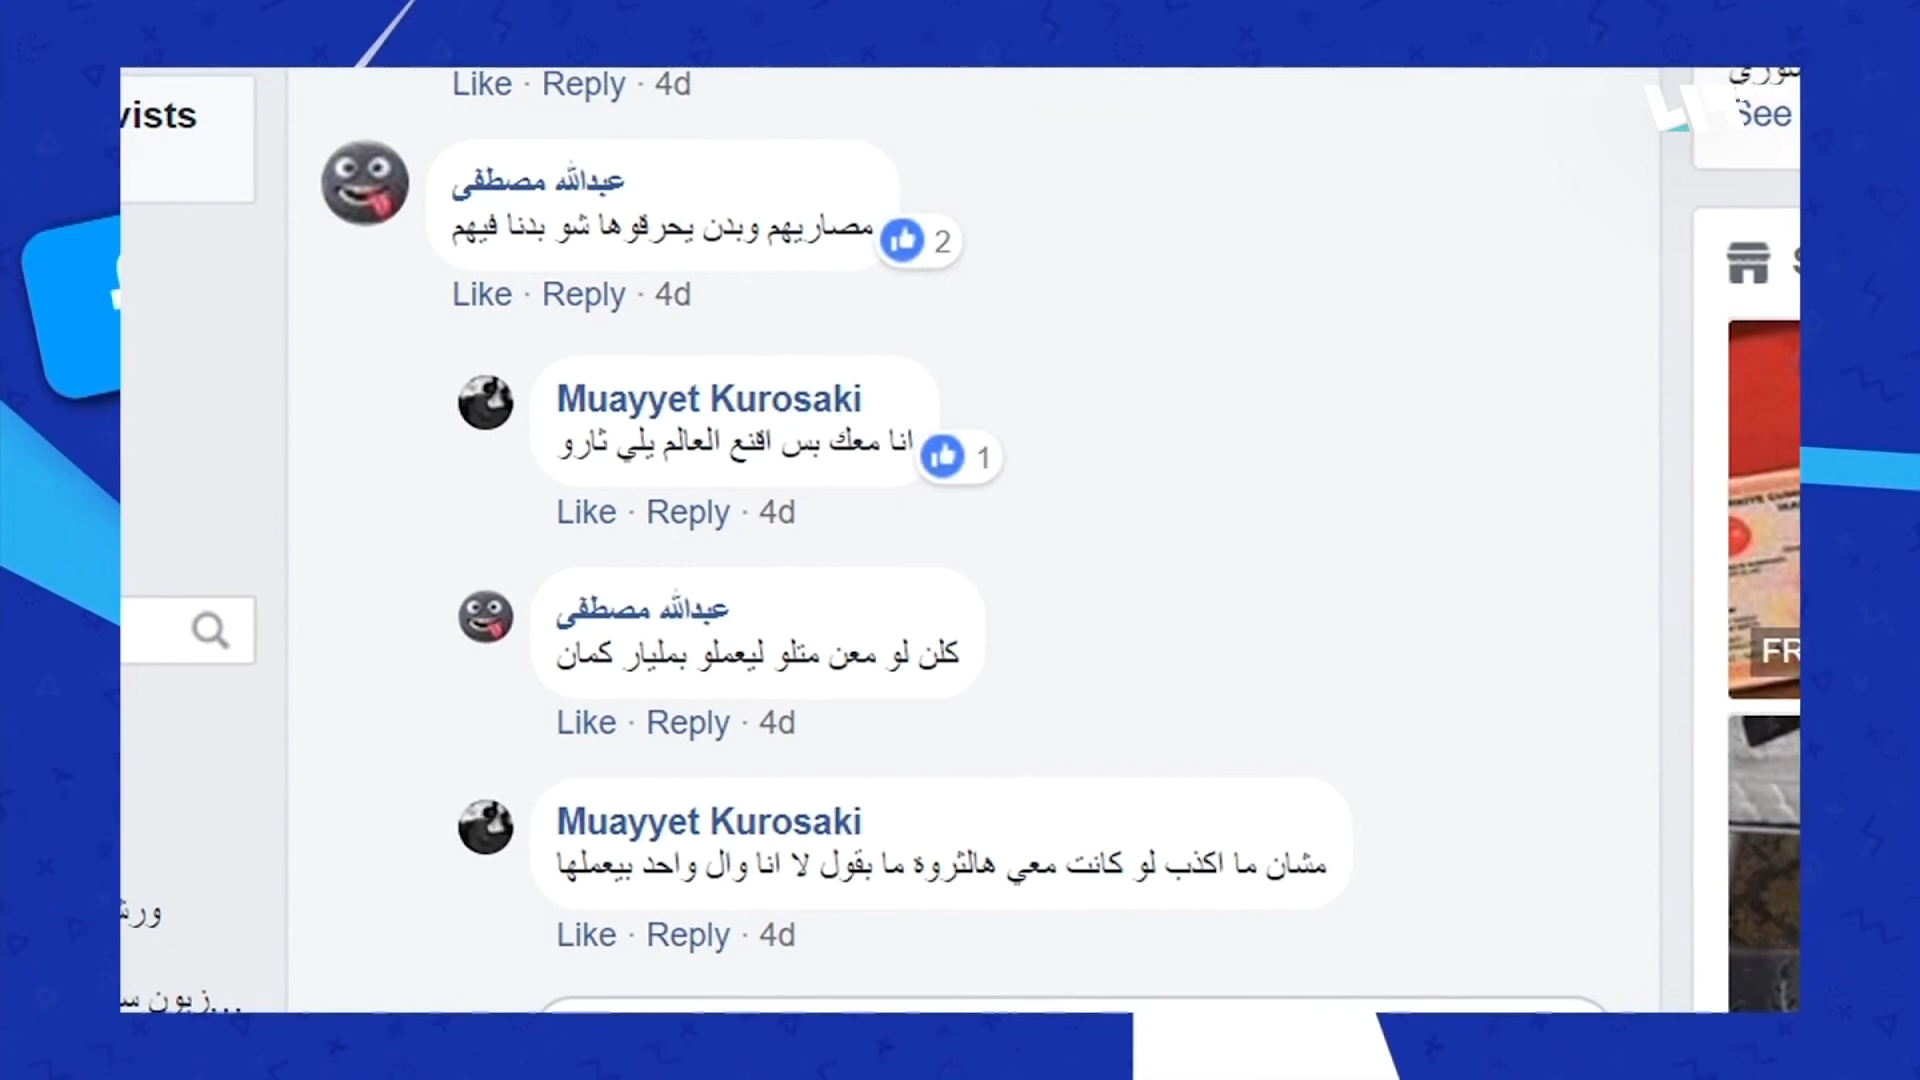 Like · Reply · 4d
vists
See
عبدالله مصطفى
مصاريهم وبدن يحرقوها شو بدنا فيهم
2
Like · Reply · 4d
Muayyet Kurosaki
انا معك بس اقنع العالم يلي ثارو
1
Like · Reply · 4d
عبدالله مصطفى
كلن لو معن متلو ليعملو بمليار كمان
Like · Reply · 4d
FR
Muayyet Kurosaki
مشان ما اكذب لو كانت معي هالثروة ما بقول لا انا وال واحد بيعملها
Like · Reply · 4d